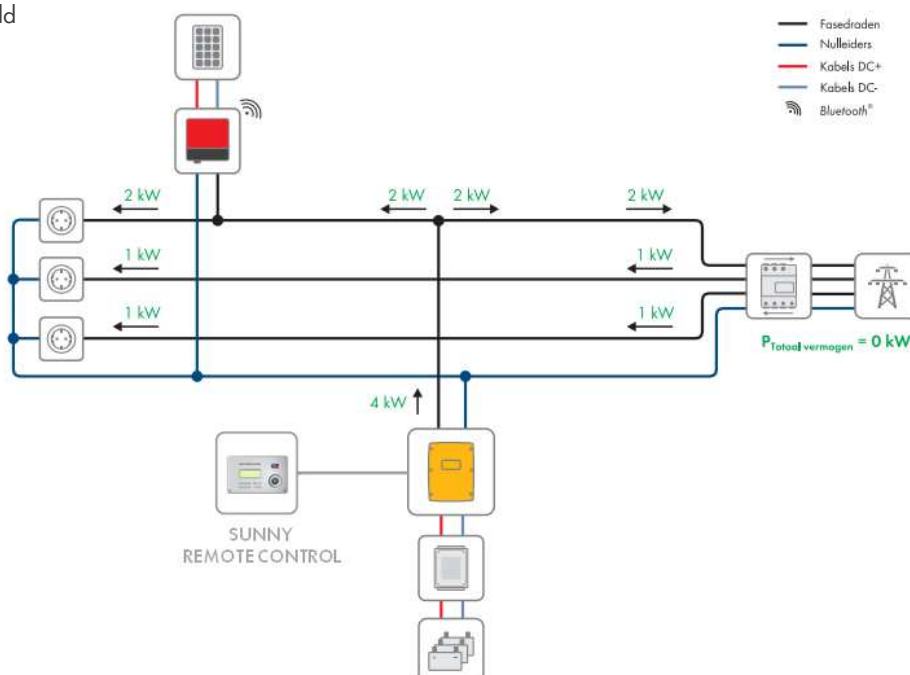 ld
Fasedraden
Nulleiders
Kabels DC+
Kabels DC-
Bluetooth®
2 kW
2 kW
2 kW
2 kW
1 kW
1 kW
1 kW
1 kW
P Totaal vermogen = 0 kW
4 kW
SUNNY
REMOTE CONTROL